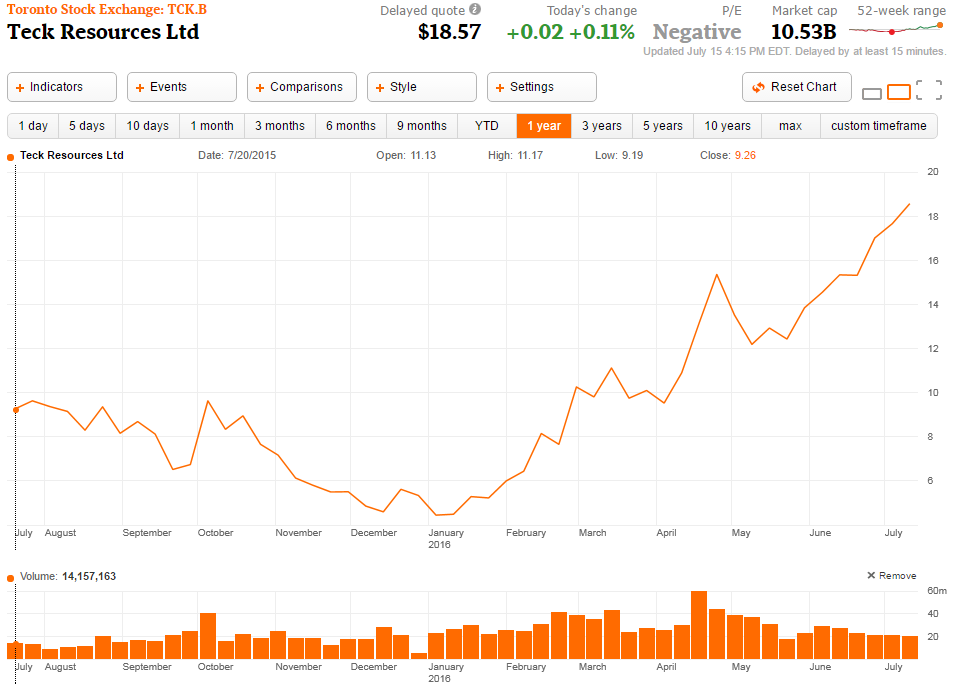 Toronto Stock Exchange: TCK.B
Teck Resources Ltd
Delayed quote i
$18.57
Today's change
+0.02 +0.11%
P/E
Negative
Market cap
10.53B
52-week range
Updated July 15 4:15 PM EDT. Delayed by at least 15 minutes.
+ Indicators + Events + Comparisons + Style + Settings Reset Chart
1 day 5 days 10 days 1 month 3 months 6 months 9 months YTD 1 year 3 years 5 years 10 years max custom timeframe
Teck Resources Ltd Date: 7/20/2015 Open: 11.13 High: 11.17 Low: 9.19 Close: 9.26
20
18
16
14
12
10
8
6
July August September October November December January February March April May June July
2016
Volume: 14,157,163 × Remove
60m
40
20
July August September October November December January February March April May June July
2016